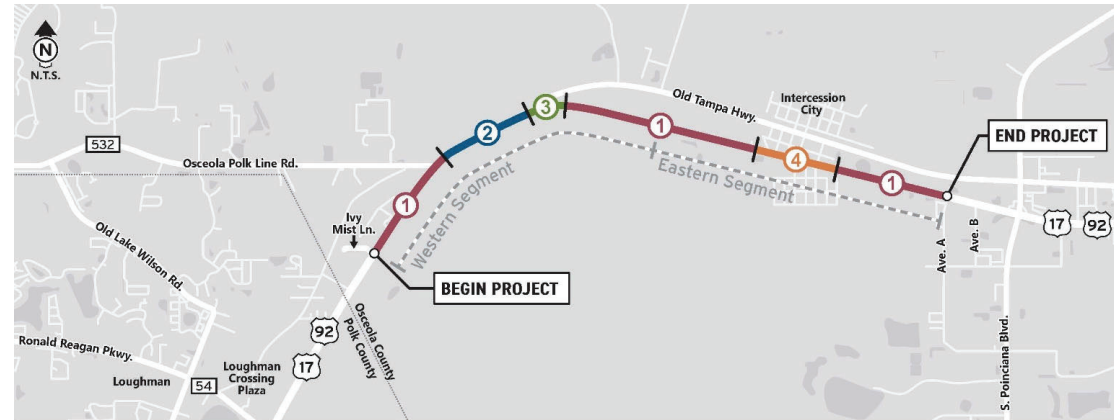 N
N.T.S.
532
Osceola Polk Line Rd.
Old Lake Wilson Rd.
Ronald Reagan Pkwy.
Loughman
54
Loughman
Crossing
Plaza
17
92
Osceola County
Polk County
Ivy
Mist Ln.
BEGIN PROJECT
1
2
3
1
4
1
Western Segment
Eastern Segment
Old Tampa Hwy.
Intercession
City
END PROJECT
17
92
Ave. A
Ave. B
S. Poinciana Blvd.